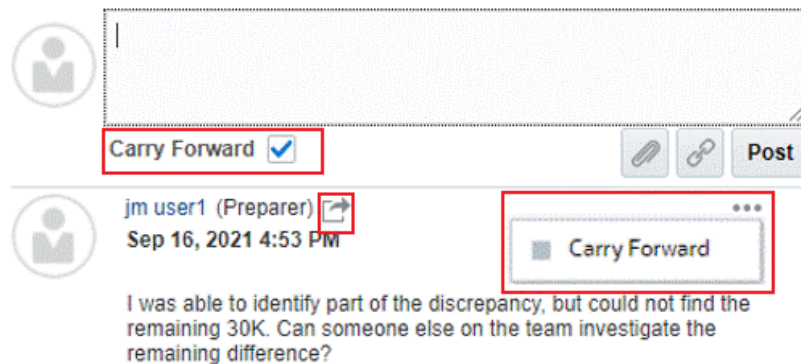 Carry Forward
Post
jm user1 (Preparer)
Sep 16, 2021 4:53 PM
Carry Forward
I was able to identify part of the discrepancy, but could not find the
remaining 30K. Can someone else on the team investigate the
remaining difference?